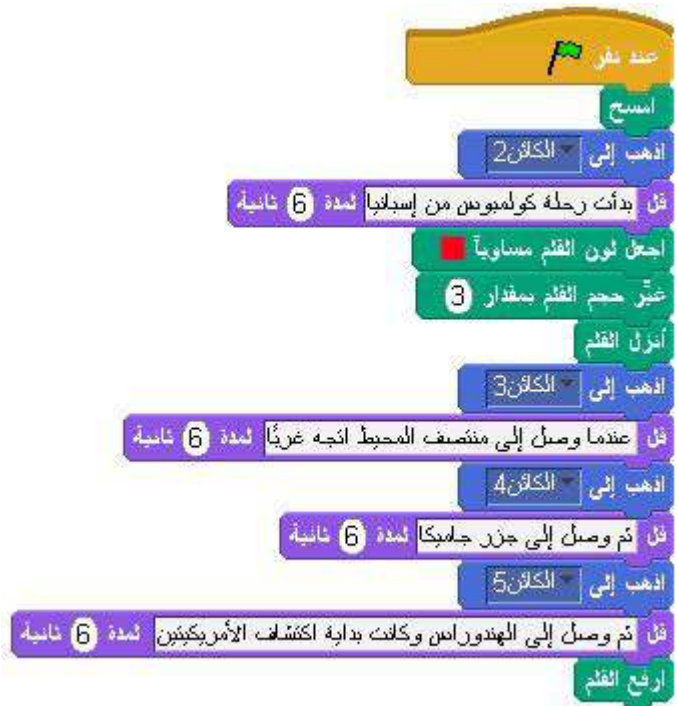 عند نقر
امسح
اذهب إلى الكائن2
قل بدأت رحلة كولمبوس من إسبانيا لمدة 6 ثانية
اجعل لون القلم مساوياً
غيّر حجم القلم بمقدار 3
أنزل القلم
اذهب إلى الكائن3
قل عندما وصل إلى منتصف المحيط اتجه غربًا لمدة 6 ثانية
اذهب إلى الكائن4
قل ثم وصل إلى جزر جاميكا لمدة 6 ثانية
اذهب إلى الكائن5
قل ثم وصل إلى الهندوراس وكانت بداية اكتشاف الأمريكيتين لمدة 6 ثانية
ارفع القلم